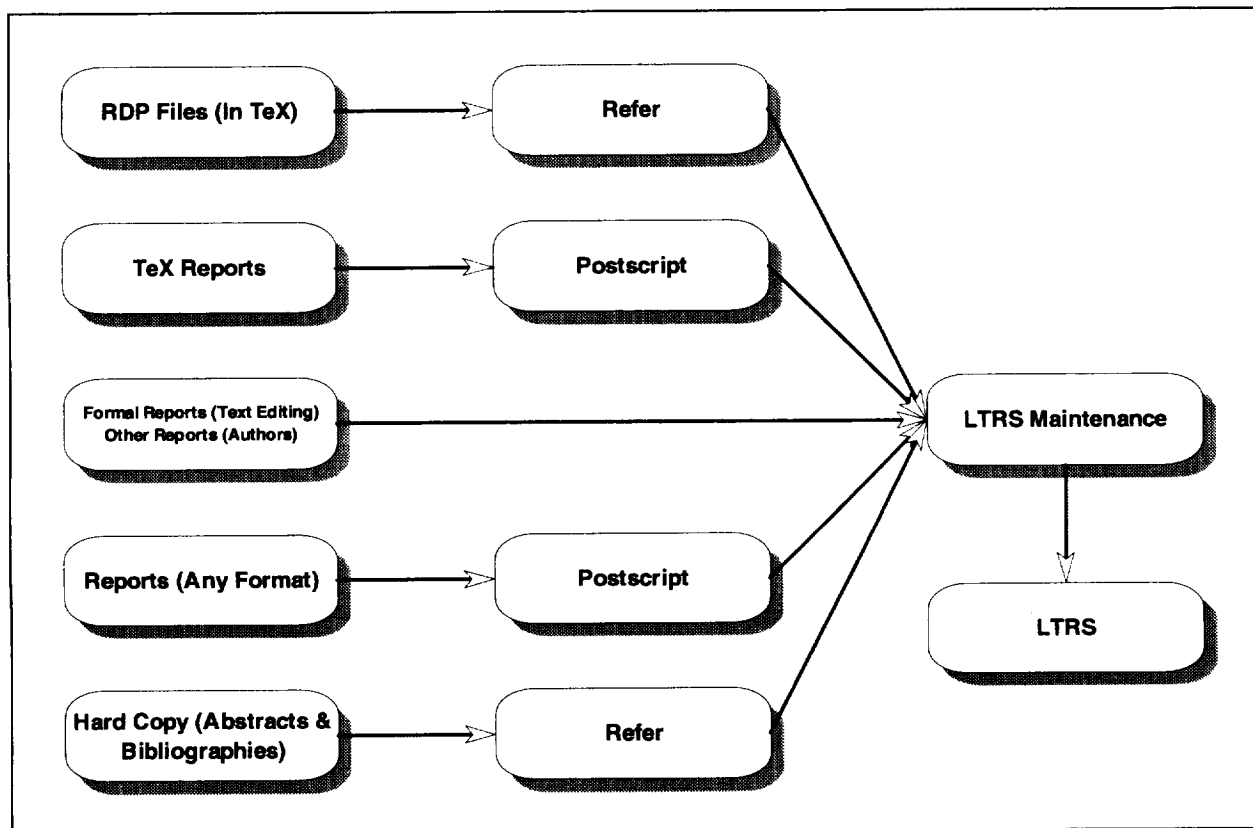 RDP Files (In TeX)
Refer
TeX Reports
Postscript
Formal Reports (Text Editing)
Other Reports (Authors)
LTRS Maintenance
Reports (Any Format)
Postscript
LTRS
Hard Copy (Abstracts &
Bibliographies)
Refer